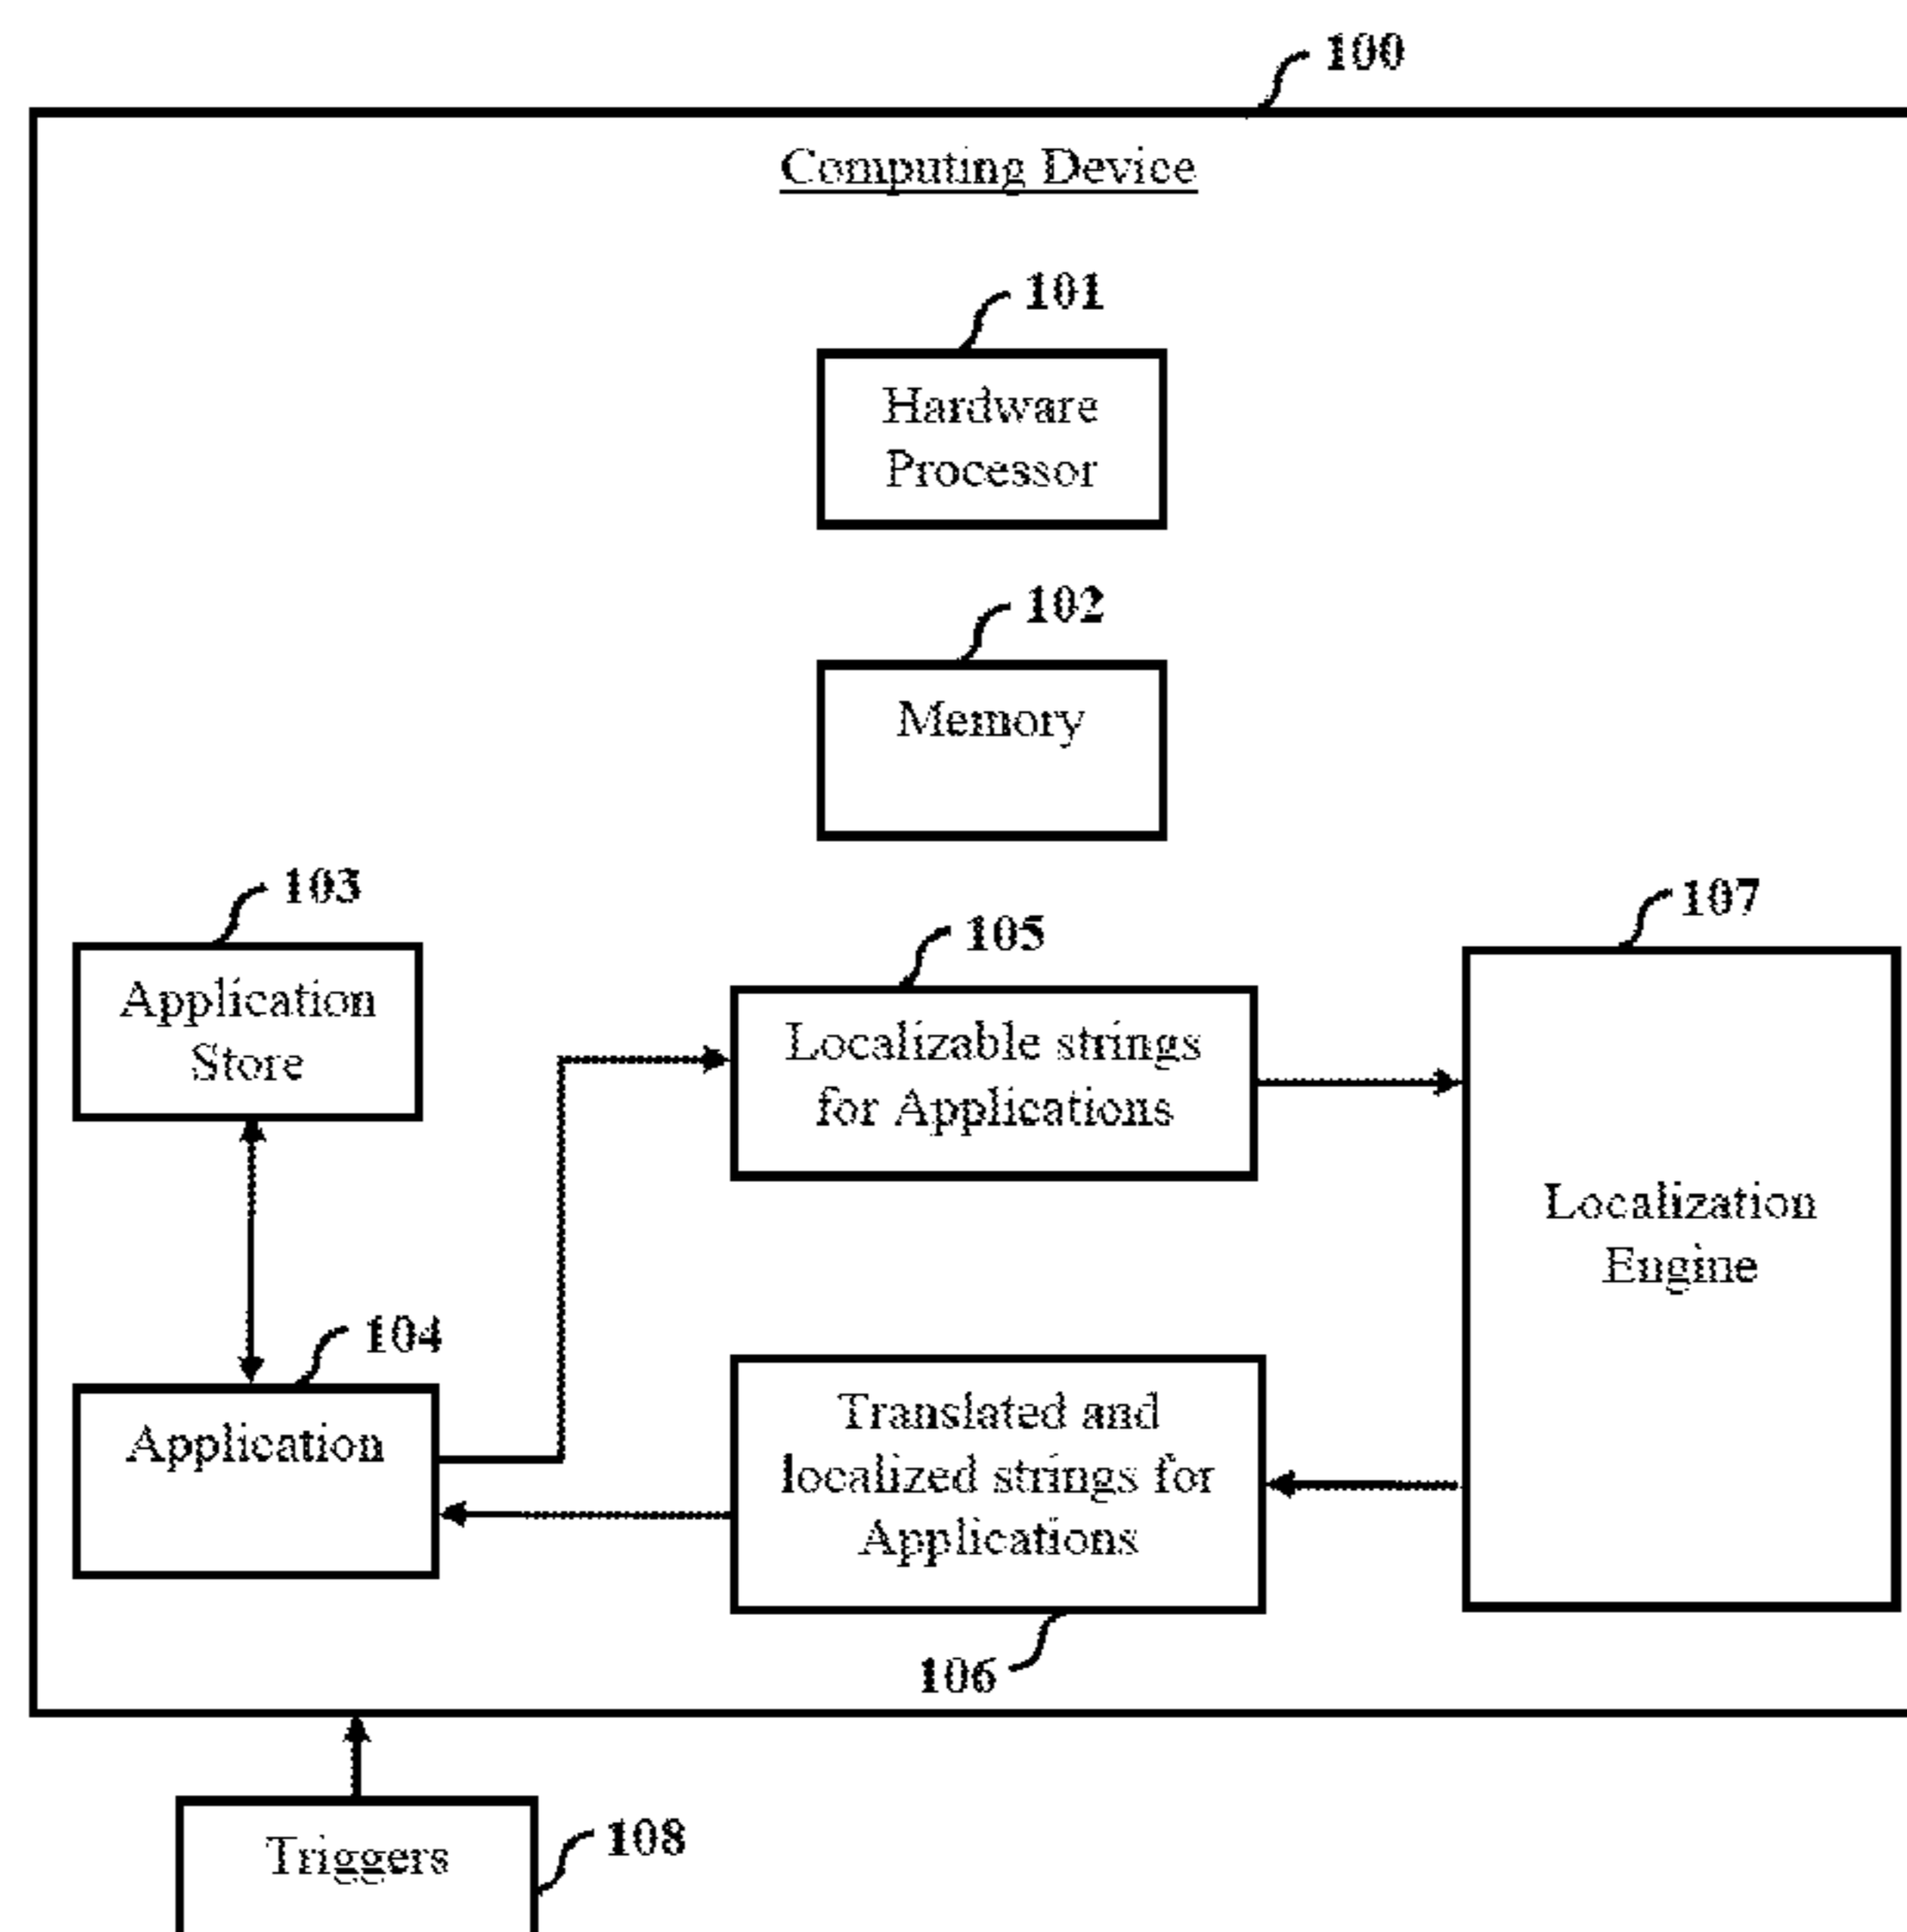 100
Computing Device
101
Hardware
Processor
102
Memory
103
Application
Store
105
Localizable strings
for Applications
107
Localization
Engine
104
Application
Translated and
localized strings for
Applications
106
Triggers
108